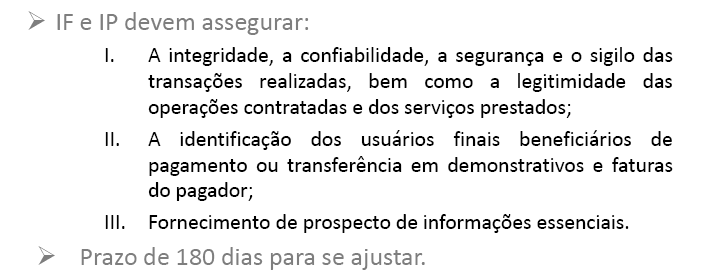 ➢ IF e IP devem assegurar:
I. A integridade, a confiabilidade, a segurança e o sigilo das
transações realizadas, bem como a legitimidade das
operações contratadas e dos serviços prestados;
II. A identificação dos usuários finais beneficiários de
pagamento ou transferência em demonstrativos e faturas
do pagador;
III. Fornecimento de prospecto de informações essenciais.
➢ Prazo de 180 dias para se ajustar.